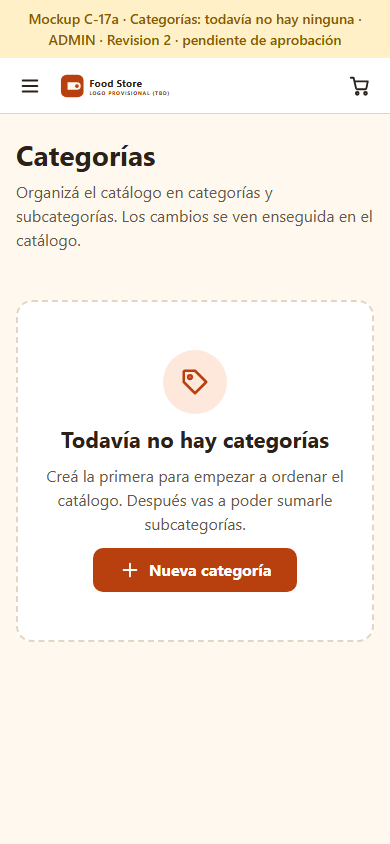 Mockup C-17a · Categorías: todavía no hay ninguna ·
ADMIN · Revision 2 · pendiente de aprobación
Food Store
LOGO PROVISIONAL (TBD)
Categorías
Organizá el catálogo en categorías y
subcategorías. Los cambios se ven enseguida en el
catálogo.
Todavía no hay categorías
Creá la primera para empezar a ordenar el
catálogo. Después vas a poder sumarle
subcategorías.
Nueva categoría